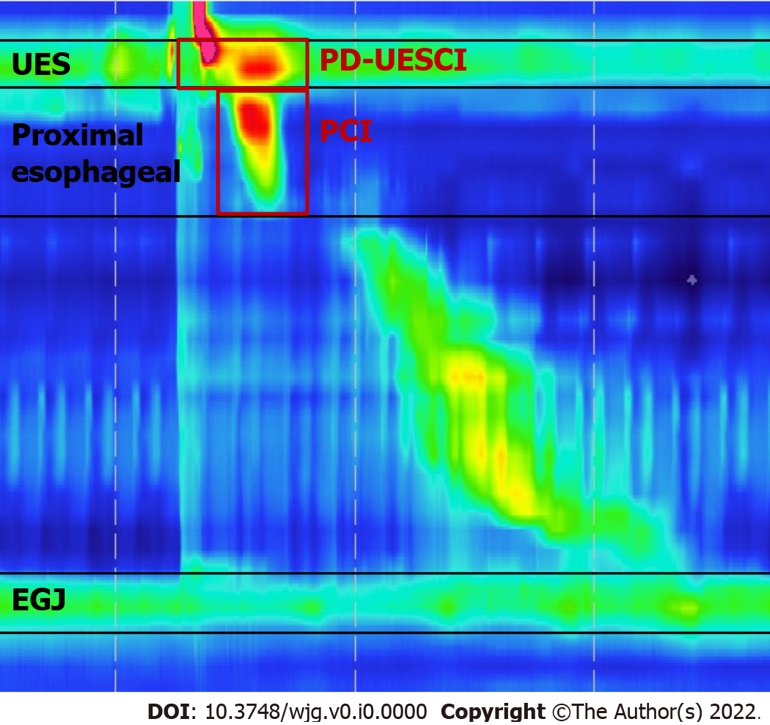 UES
PD-UESCI
Proximal
esophageal
PCI
EGJ
DOI: 10.3748/wjg.v0.i0.0000 Copyright ©The Author(s) 2022.